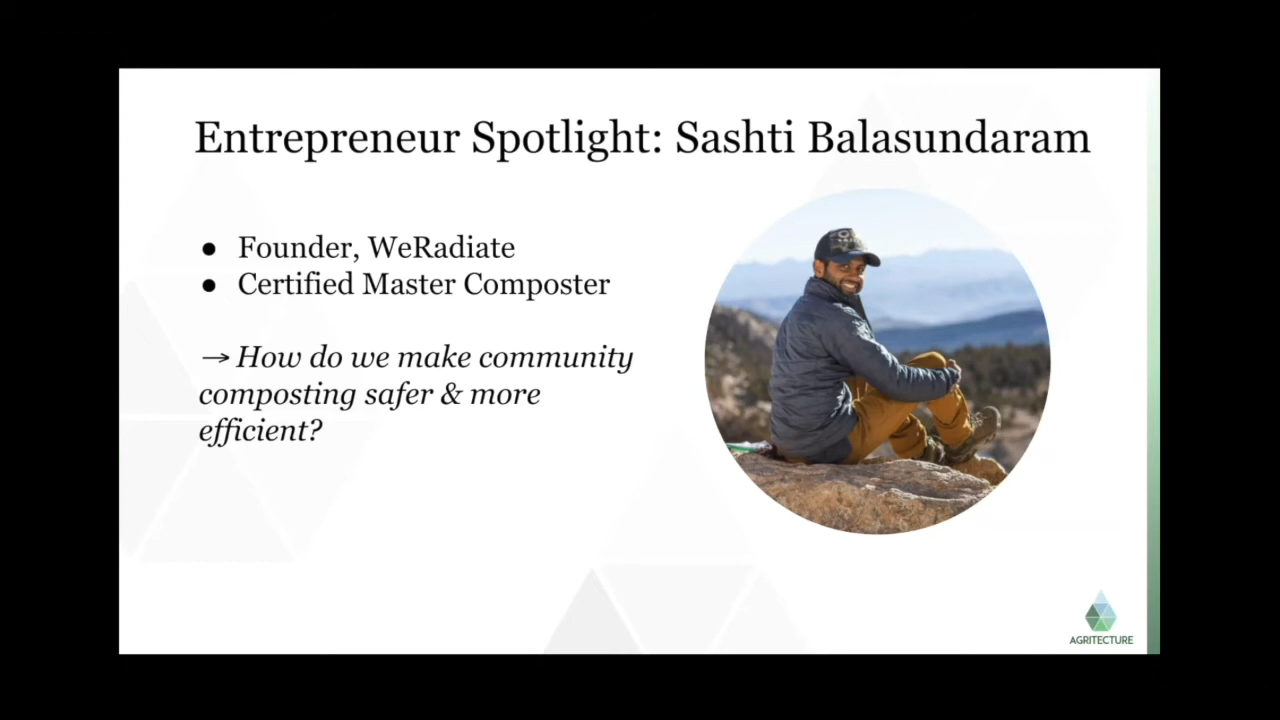 Entrepreneur Spotlight: Sashti Balasundaram
● Founder, WeRadiate
● Certified Master Composter
→ How do we make community
composting safer & more
efficient?
AGRITECTURE